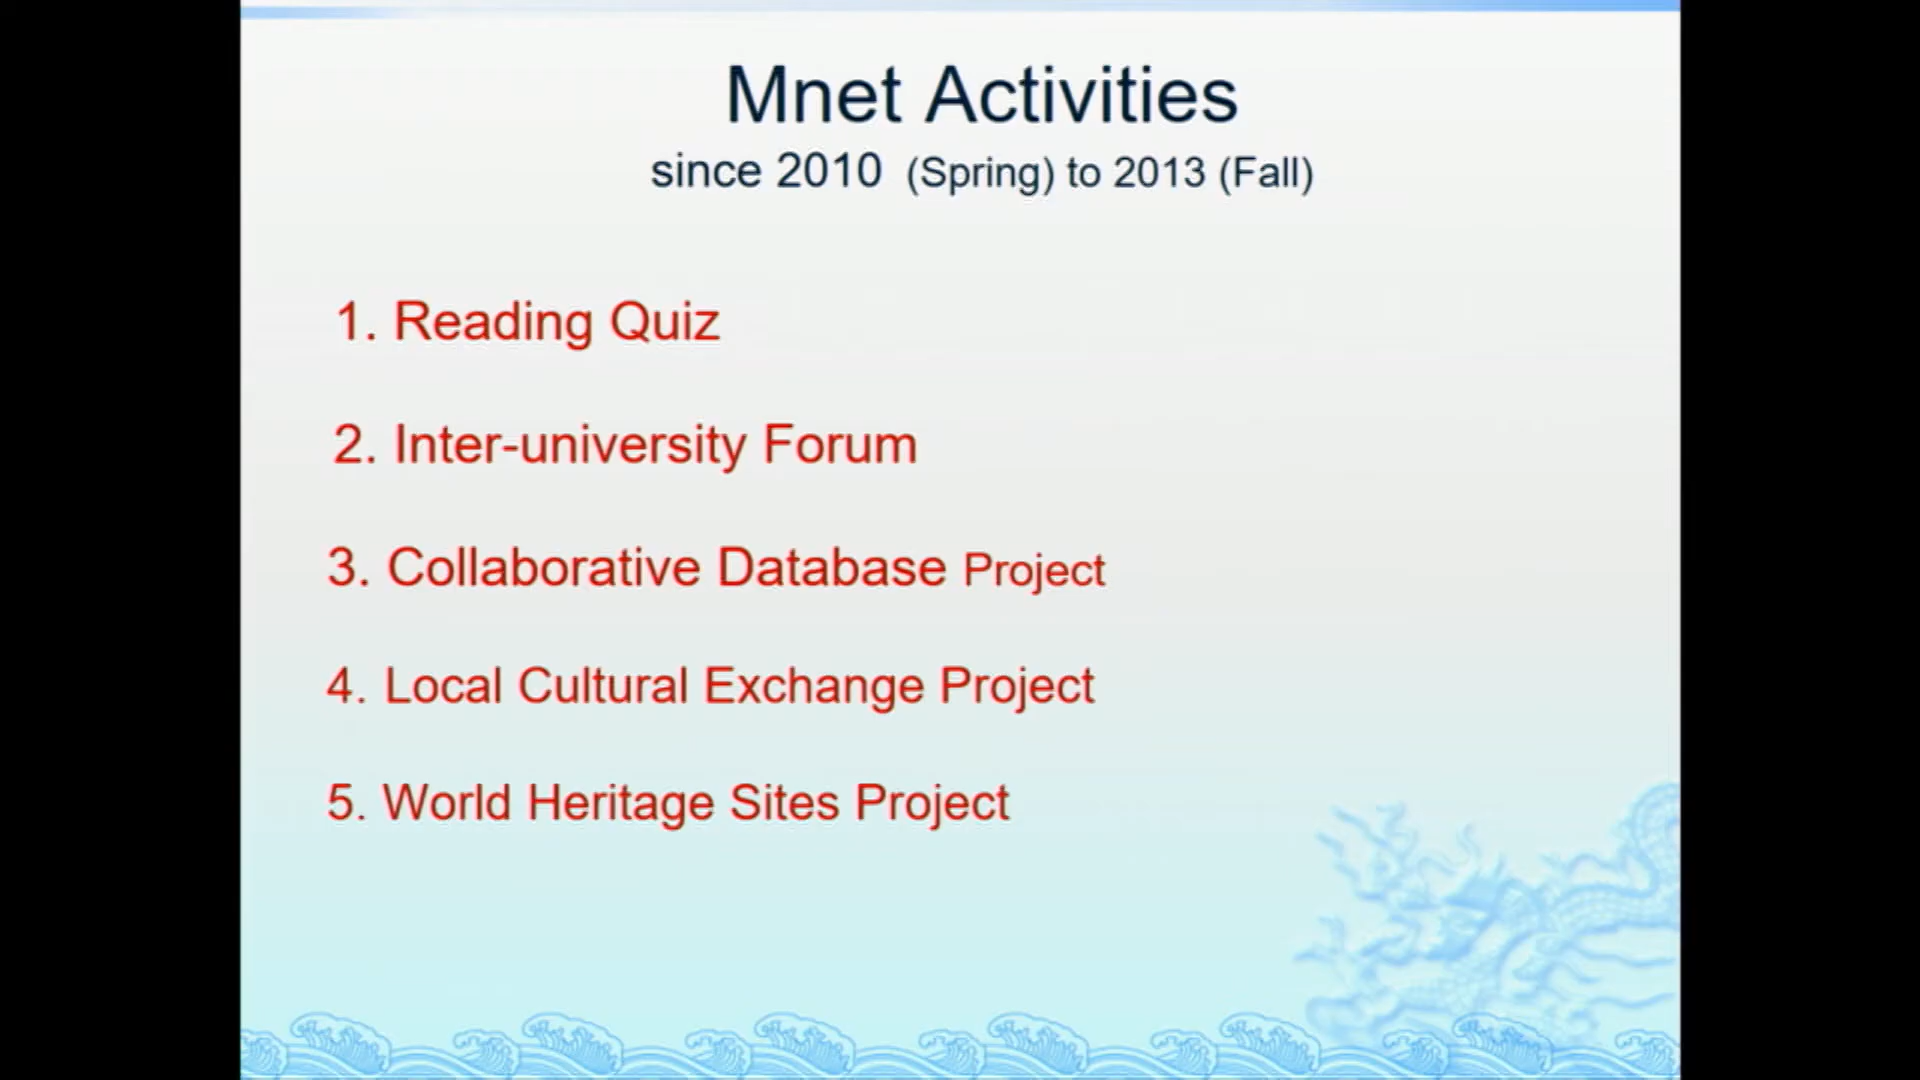 Mnet Activities
since 2010 (Spring) to 2013 (Fall)
1. Reading Quiz
2. Inter-university Forum
3. Collaborative Database Project
4. Local Cultural Exchange Project
5. World Heritage Sites Project